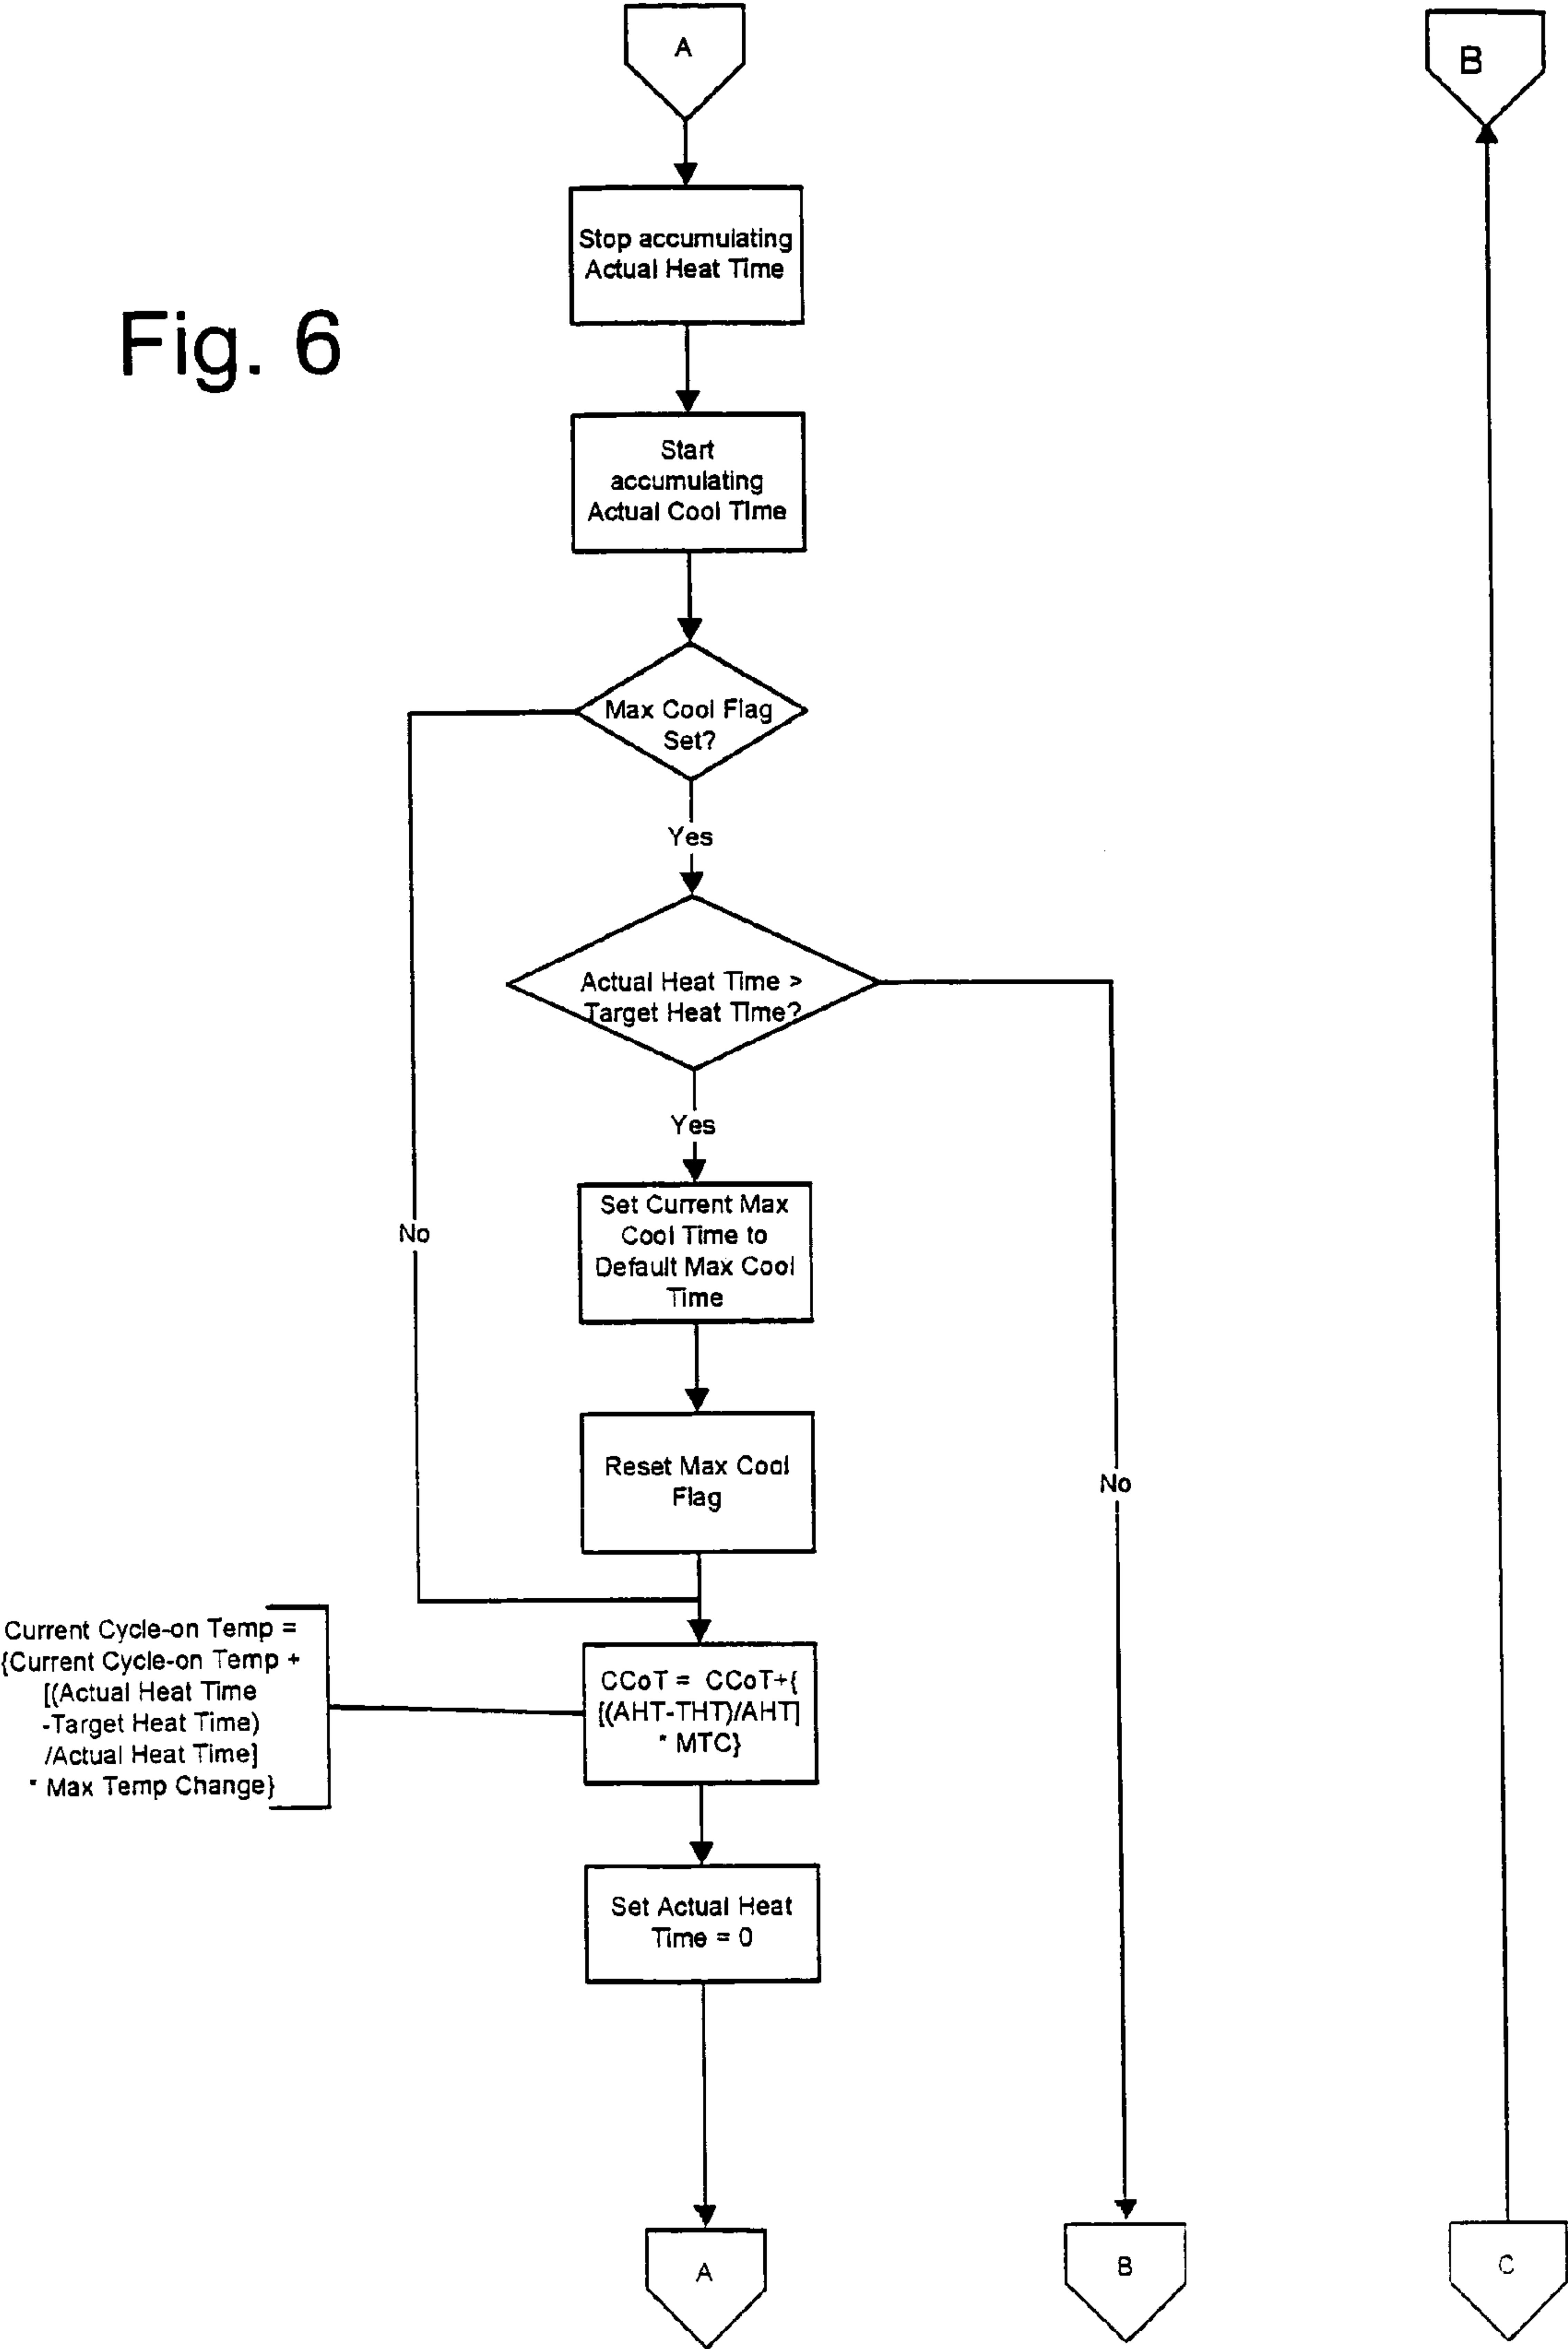 A
B
Stop accumulating
Actual Heat Time
Fig. 6
Start
accumulating
Actual Cool Time
Max Cool Flag
Set?
Yes
Actual Heat Time >
Target Heat Time?
Yes
Set Current Max
Cool Time to
Default Max Cool
Time
No
Reset Max Cool
Flag
No
Current Cycle-on Temp =
{Current Cycle-on Temp +
[(Actual Heat Time
-Target Heat Time)
/Actual Heat Time]
* Max Temp Change}
CCoT = CCoT+{
[(AHT-THT)/AHT]
* MTC}
Set Actual Heat
Time = 0
A
B
C